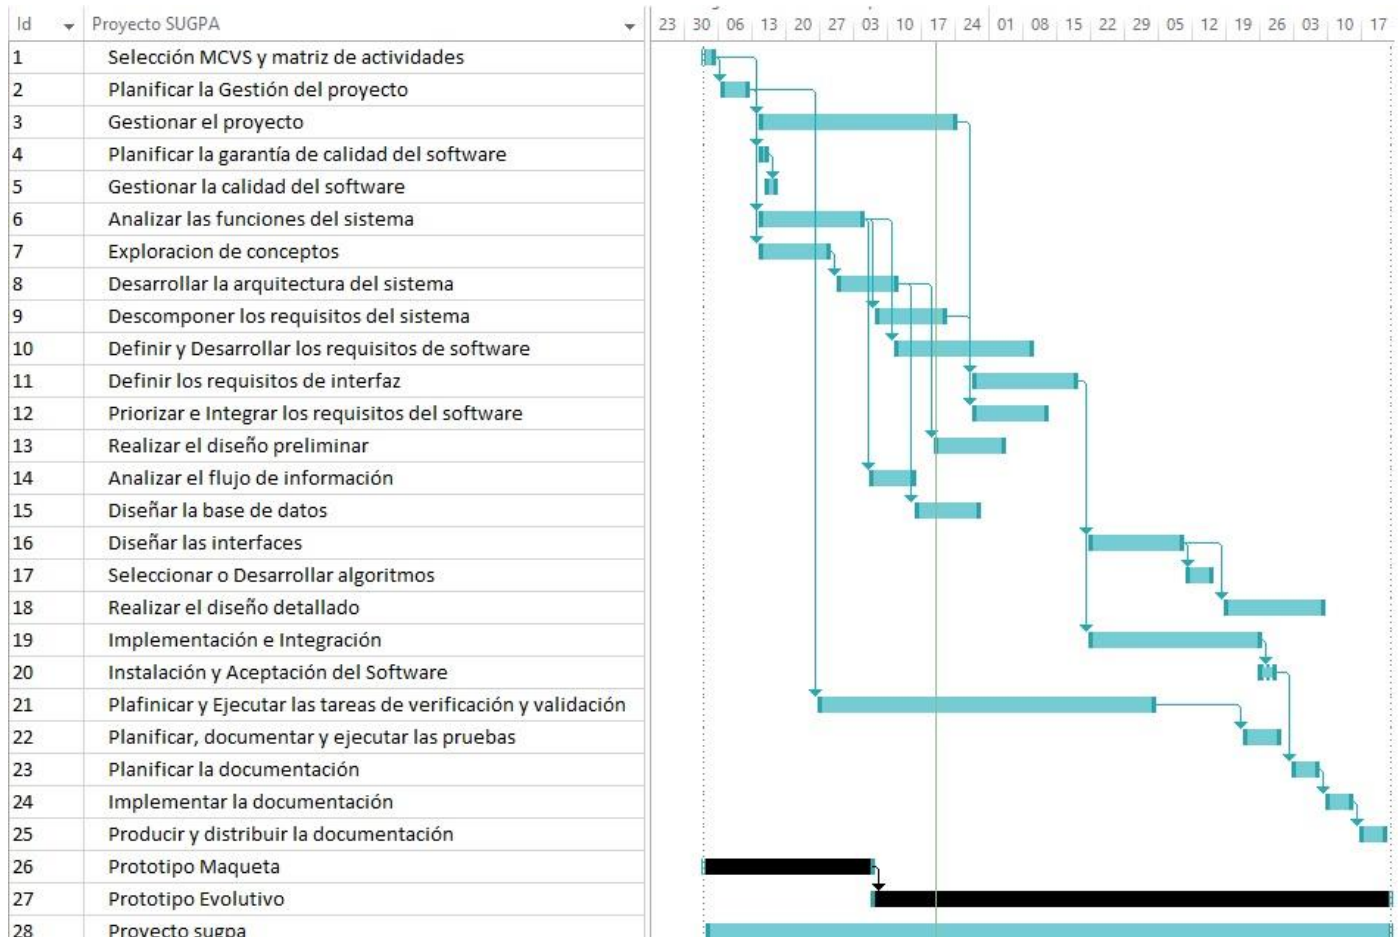 Id Proyecto SUGPA 23 30 06 13 20 27 03 10 17 24 01 08 15 22 29 05 12 19 26 03 10 17
1 Selección MCVS y matriz de actividades
2 Planificar la Gestión del proyecto
3 Gestionar el proyecto
4 Planificar la garantía de calidad del software
5 Gestionar la calidad del software
6 Analizar las funciones del sistema
7 Exploracion de conceptos
8 Desarrollar la arquitectura del sistema
9 Descomponer los requisitos del sistema
10 Definir y Desarrollar los requisitos de software
11 Definir los requisitos de interfaz
12 Priorizar e Integrar los requisitos del software
13 Realizar el diseño preliminar
14 Analizar el flujo de información
15 Diseñar la base de datos
16 Diseñar las interfaces
17 Seleccionar o Desarrollar algoritmos
18 Realizar el diseño detallado
19 Implementación e Integración
20 Instalación y Aceptación del Software
21 Plafinicar y Ejecutar las tareas de verificación y validación
22 Planificar, documentar y ejecutar las pruebas
23 Planificar la documentación
24 Implementar la documentación
25 Producir y distribuir la documentación
26 Prototipo Maqueta
27 Prototipo Evolutivo
28 Proyecto sugpa